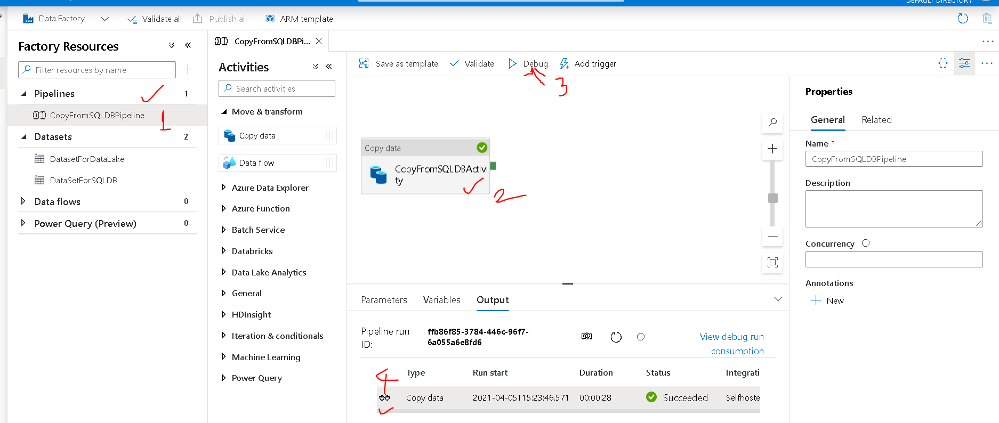 DEFAULT DIRECTORY
Data Factory
Validate all
Publish all
ARM template
Factory Resources
Filter resources by name
Pipelines 1
CopyFromSQLDBPipeline
1
Datasets 2
DatasetForDataLake
DataSetForSQLDB
Data flows 0
Power Query (Preview) 0
CopyFromSQLDBPi...
Activities
Search activities
Move & transform
Copy data
Data flow
Azure Data Explorer
Azure Function
Batch Service
Databricks
Data Lake Analytics
General
HDInsight
Iteration & conditionals
Machine Learning
Power Query
Save as template
Validate
Debug
Add trigger
3
Copy data
CopyFromSQLDBActivi
ty
2
Parameters
Variables
Output
Pipeline run
ID:
ffb86f85-3784-446c-96f7-
6a055a6e8fd6
View debug run
consumption
4
Type Run start Duration Status Integrati
Copy data 2021-04-05T15:23:46.571 00:00:28 Succeeded Selfhoste
Properties
General
Related
Name *
CopyFromSQLDBPipeline
Description
Concurrency
Annotations
New